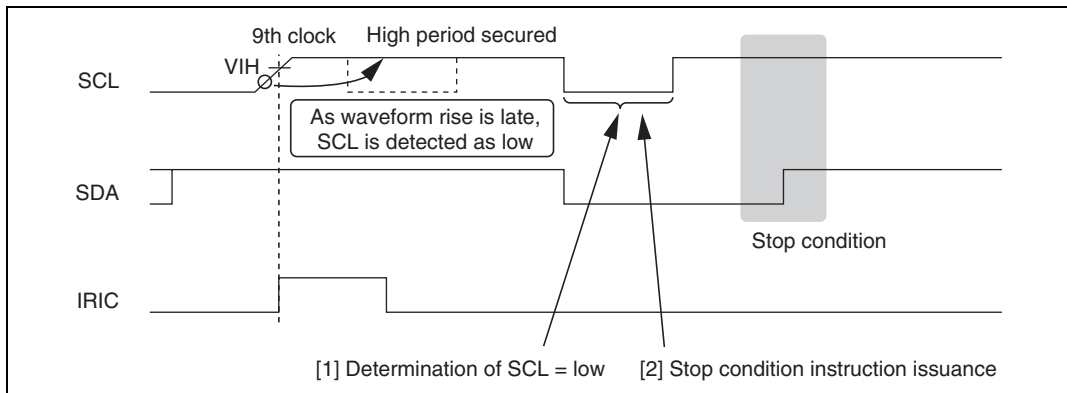 9th clock
High period secured
VIH
SCL
As waveform rise is late,
SCL is detected as low
SDA
Stop condition
IRIC
[1] Determination of SCL = low
[2] Stop condition instruction issuance